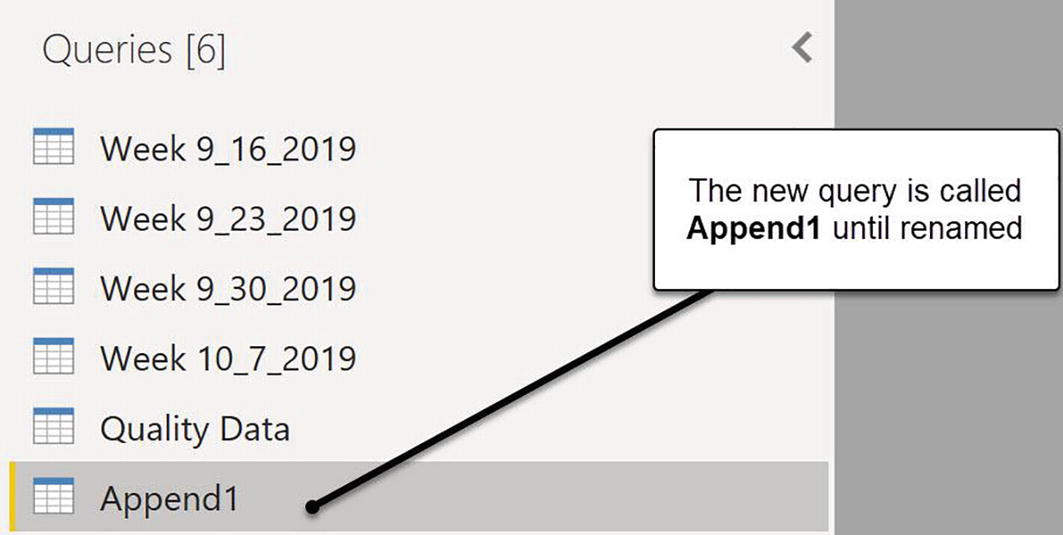 Queries [6]
Week 9_16_2019
Week 9_23_2019
Week 9_30_2019
Week 10_7_2019
Quality Data
Append1
The new query is called
Append1 until renamed